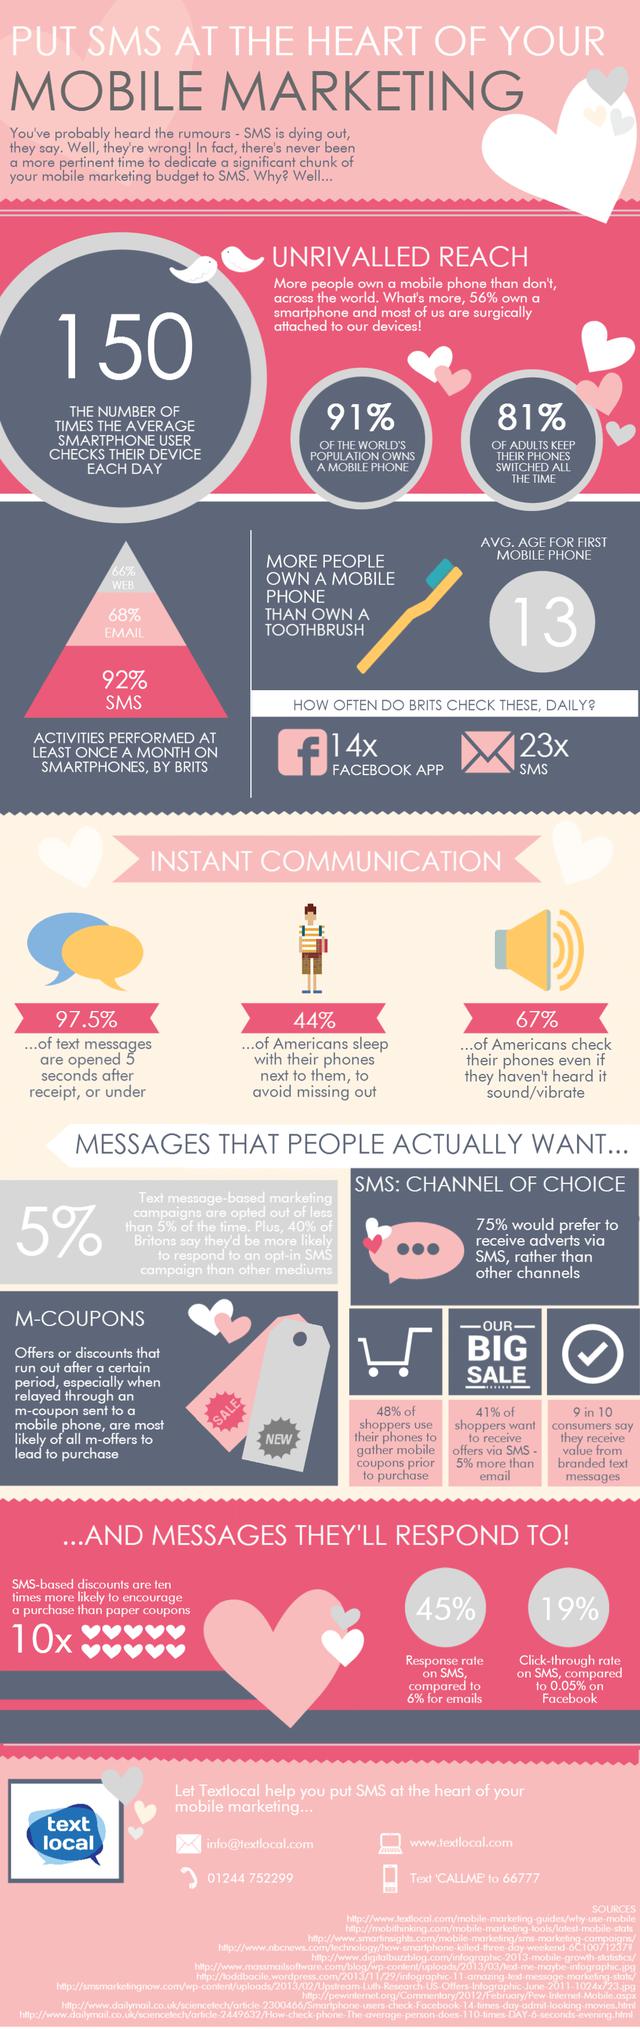 PUT SMS AT THE HEART OF YOUR
MOBILE MARKETING
You've probably heard the rumours - SMS is dying out,
they say. Well, they're wrong! In fact, there's never been
a more pertinent time to dedicate a significant chunk of
your mobile marketing budget to SMS. Why? Well...
UNRIVALLED REACH
More people own a mobile phone than don't,
across the world. What's more, 56% own a
smartphone and most of us are surgically
attached to our devices!
150
THE NUMBER OF
TIMES THE AVERAGE
SMARTPHONE USER
CHECKS THEIR DEVICE
EACH DAY
91%
OF THE WORLD'S
POPULATION OWNS
A MOBILE PHONE
81%
OF ADULTS KEEP
THEIR PHONES
SWITCHED ALL
THE TIME
66%
WEB
68%
EMAIL
92%
SMS
ACTIVITIES PERFORMED AT
LEAST ONCE A MONTH ON
SMARTPHONES, BY BRITS
MORE PEOPLE
OWN A MOBILE
PHONE
THAN OWN A
TOOTHBRUSH
AVG. AGE FOR FIRST
MOBILE PHONE
13
HOW OFTEN DO BRITS CHECK THESE, DAILY?
14x
FACEBOOK APP
23x
SMS
INSTANT COMMUNICATION
97.5%
...of text messages
are opened 5
seconds after
receipt, or under
44%
...of Americans sleep
with their phones
next to them, to
avoid missing out
67%
...of Americans check
their phones even if
they haven't heard it
sound/vibrate
MESSAGES THAT PEOPLE ACTUALLY WANT...
5%
Text message-based marketing
campaigns are opted out of less
than 5% of the time. Plus, 40% of
Britons say they'd be more likely
to respond to an opt-in SMS
campaign than other mediums
SMS: CHANNEL OF CHOICE
75% would prefer to
receive adverts via
SMS, rather than
other channels
M-COUPONS
Offers or discounts that
run out after a certain
period, especially when
relayed through an
m-coupon sent to a
mobile phone, are most
likely of all m-offers to
lead to purchase
SALE
NEW
OUR
BIG
SALE
48% of
shoppers use
their phones to
gather mobile
coupons prior
to purchase
41% of
shoppers want
to receive
offers via SMS -
5% more than
email
9 in 10
consumers say
they receive
value from
branded text
messages
...AND MESSAGES THEY'LL RESPOND TO!
SMS-based discounts are ten
times more likely to encourage
a purchase than paper coupons
10x
45%
Response rate
on SMS,
compared to
6% for emails
19%
Click-through rate
on SMS, compared
to 0.05% on
Facebook
text
local
Let Textlocal help you put SMS at the heart of your
mobile marketing...
info@textlocal.com
www.textlocal.com
01244 752299
Text 'CALLME' to 66777
SOURCES
http://www.textlocal.com/mobile-marketing-guides/why-use-mobile
http://mobithinking.com/mobile-marketing-tools/latest-mobile-stats
http://www.smartinsights.com/mobile-marketing/sms-marketing/sms-campaigns/
http://www.digitalbuzzblog.com/infographic-2013-mobile-growth-statistics/
http://www.massmailsoftware.com/blog/wp-content/uploads/2013/03/text-me-maybe-infographic.jpg
http://toddbacile.wordpress.com/2013/11/29/infographic-11-amazing-text-message-marketing-stats/
http://smsmarketingnow.com/wp-content/uploads/2013/02/Upstream-Luth-Research-US-Offers-Infographic-June-2011-1024x723.jpg
http://pewinternet.org/Commentary/2012/February/Pew-Internet-Mobile.aspx
http://www.dailymail.co.uk/sciencetech/article-2300466/Smartphone-users-check-Facebook-14-times-day-admit-looking-movies.html
http://www.dailymail.co.uk/sciencetech/article-2449632/How-check-phone-The-average-person-does-110-times-DAY-6-seconds-evening.html